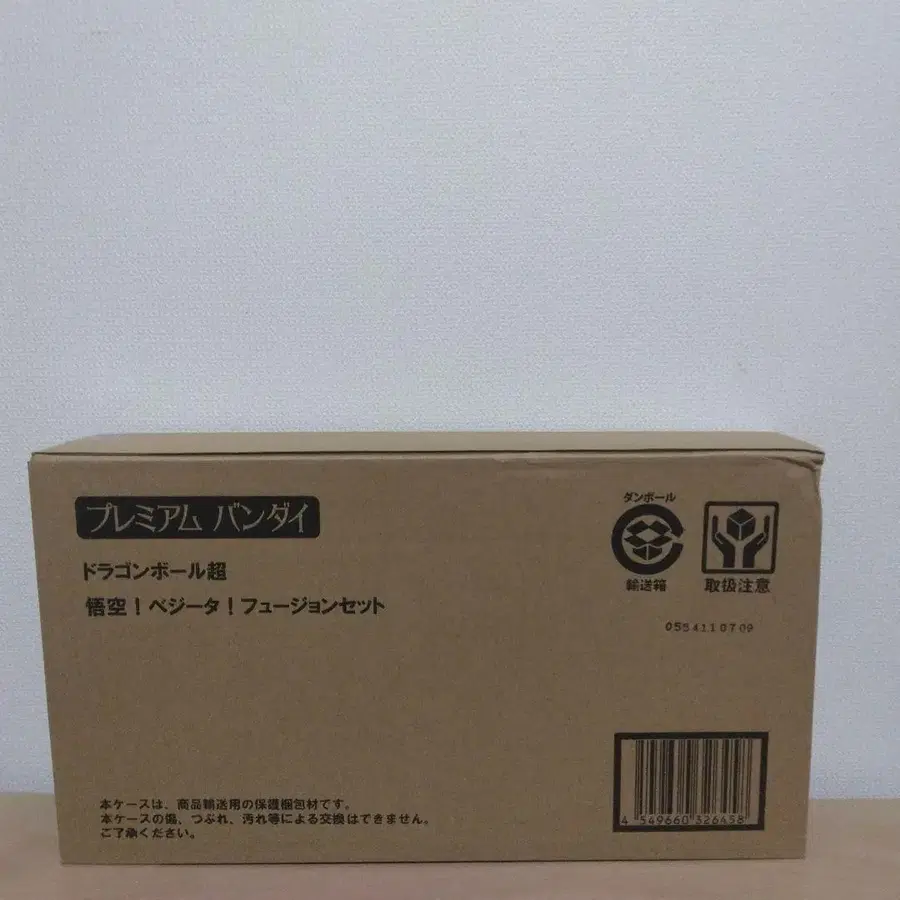 プレミアム バンダイ
ドラゴンボール超
悟空！ベジータ！フュージョンセット
ダンボール
輸送箱
取扱注意
0554110709
本ケースは、商品輸送用の保護梱包材です。
本ケースの傷、つぶれ、汚れ等による交換はできません。
ご了承ください。
4 549660 326458